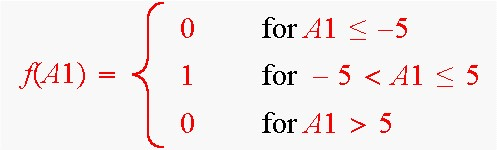 0 for A1 ≤ –5
f(A1) = { 1 for – 5 < A1 ≤ 5
0 for A1 > 5